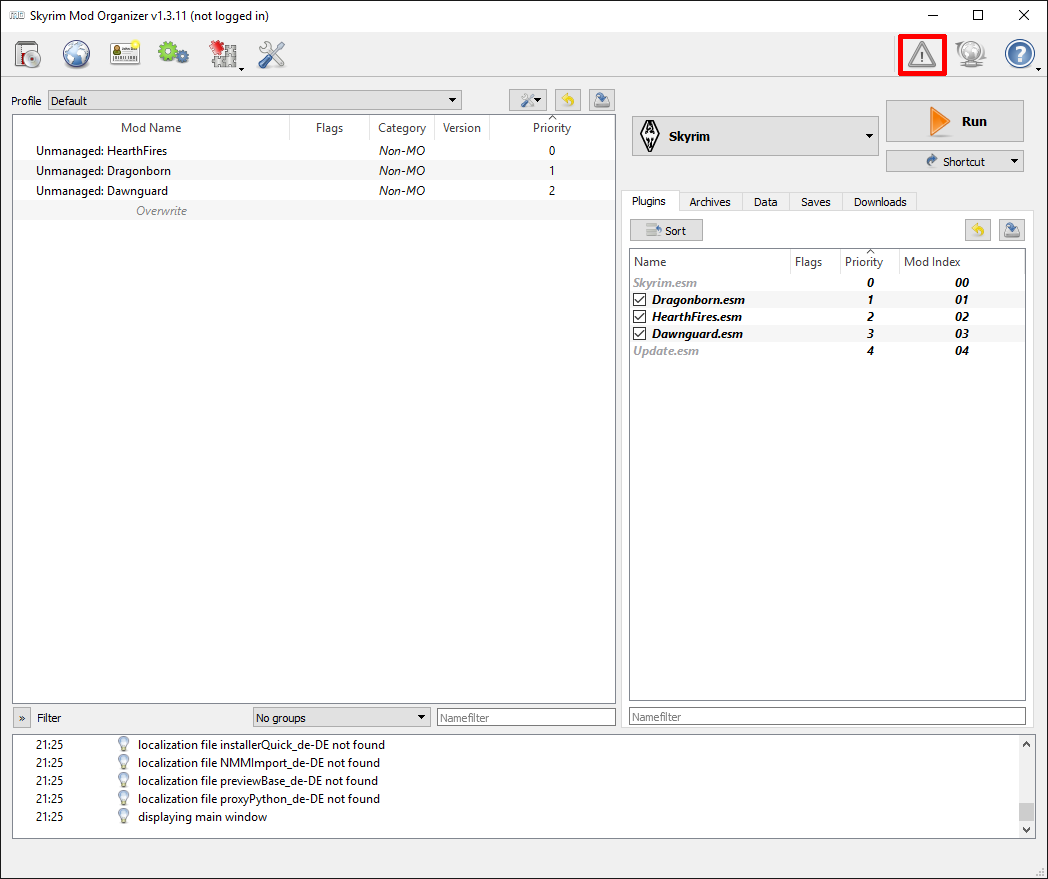 Skyrim Mod Organizer v1.3.11 (not logged in)
Profile Default
Mod Name Flags Category Version Priority
Unmanaged: HearthFires Non-MO 0
Unmanaged: Dragonborn Non-MO 1
Unmanaged: Dawnguard Non-MO 2
Overwrite
» Filter No groups Namefilter
Skyrim
Run
Shortcut
Plugins Archives Data Saves Downloads
Sort
Name Flags Priority Mod Index
Skyrim.esm 0 00
Dragonborn.esm 1 01
HearthFires.esm 2 02
Dawnguard.esm 3 03
Update.esm 4 04
Namefilter
21:25 localization file installerQuick_de-DE not found
21:25 localization file NMMImport_de-DE not found
21:25 localization file previewBase_de-DE not found
21:25 localization file proxyPython_de-DE not found
21:25 displaying main window